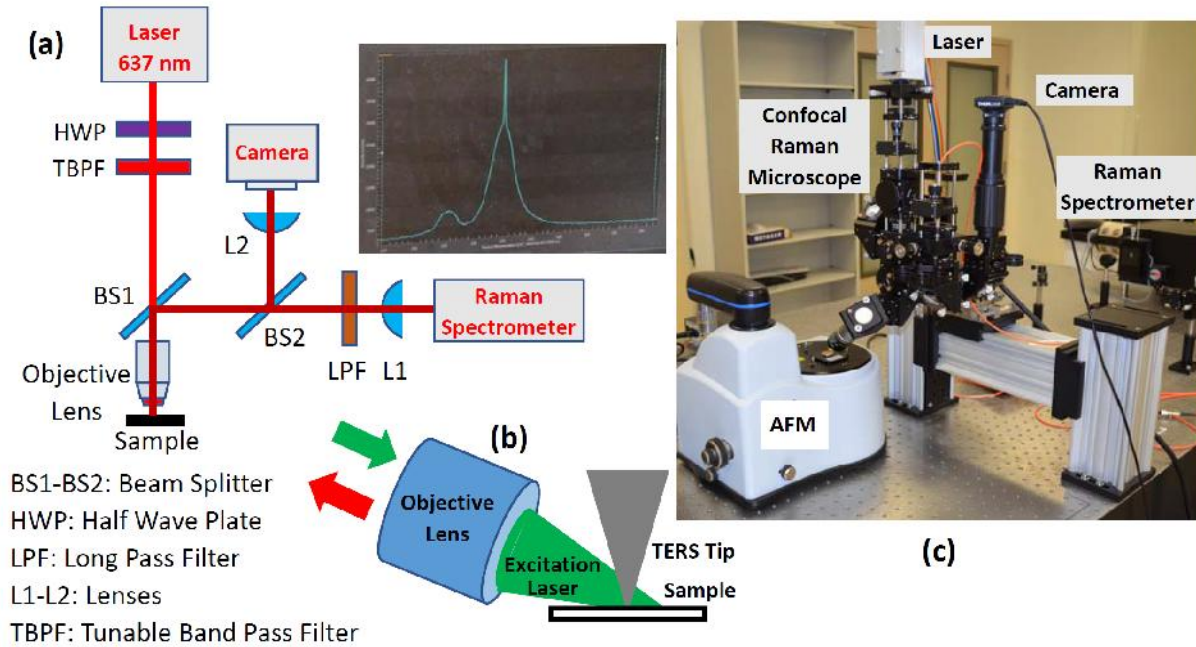 (a)
Laser
637 nm
HWP
TBPF
Camera
L2
BS1
BS2
LPF
L1
Raman
Spectrometer
Objective
Lens
Sample
BS1-BS2: Beam Splitter
HWP: Half Wave Plate
LPF: Long Pass Filter
L1-L2: Lenses
TBPF: Tunable Band Pass Filter
(b)
Objective
Lens
Excitation
Laser
TERS Tip
Sample
Laser
Camera
Confocal
Raman
Microscope
Raman
Spectrometer
AFM
(c)